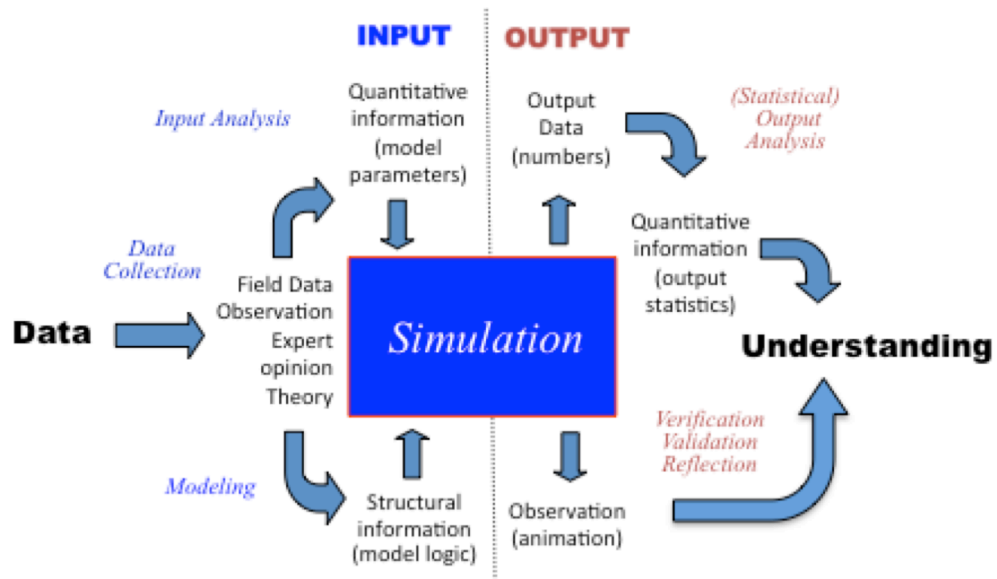 INPUT
OUTPUT
Input Analysis
Quantitative
information
(model
parameters)
Output
Data
(numbers)
(Statistical)
Output
Analysis
Data
Collection
Quantitative
information
(output
statistics)
Data
Field Data
Observation
Expert
opinion
Theory
Simulation
Understanding
Modeling
Structural
information
(model logic)
Observation
(animation)
Verification
Validation
Reflection